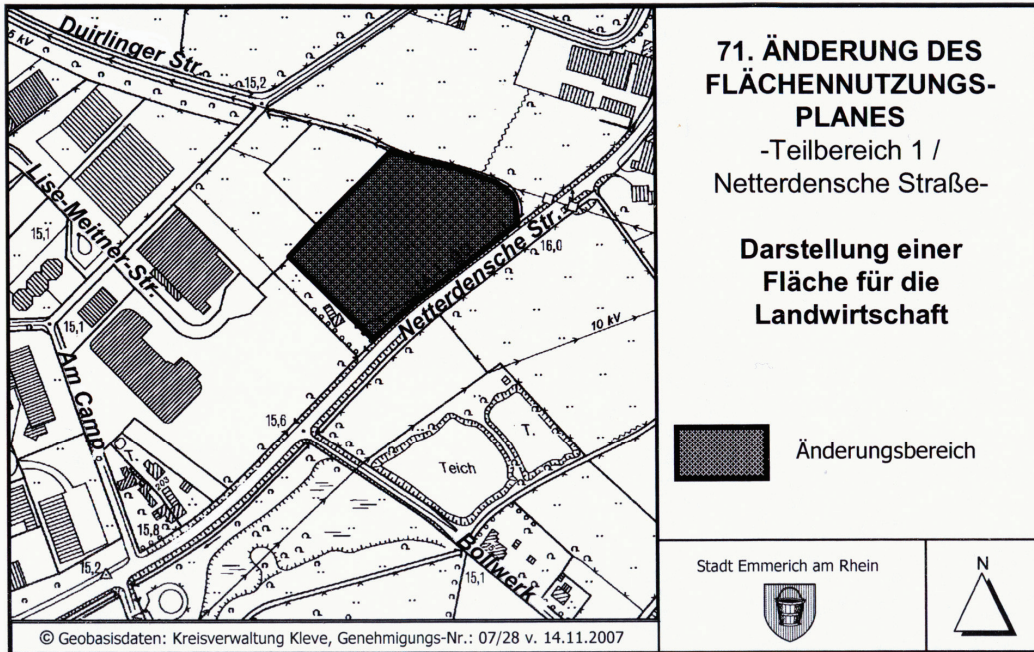 Duirlinger Str.
5 kV
15,2
Lise-Meitner-Str.
15,1
15,1
Am Camp
15,8
15,2
15,6
Netterdensche Str.
16,0
10 kV
Teich
T.
Bollwerk
15,1
© Geobasisdaten: Kreisverwaltung Kleve, Genehmigungs-Nr.: 07/28 v. 14.11.2007
71. ÄNDERUNG DES
FLÄCHENNUTZUNGS-
PLANES
-Teilbereich 1 /
Netterdensche Straße-
Darstellung einer
Fläche für die
Landwirtschaft
Änderungsbereich
Stadt Emmerich am Rhein
N